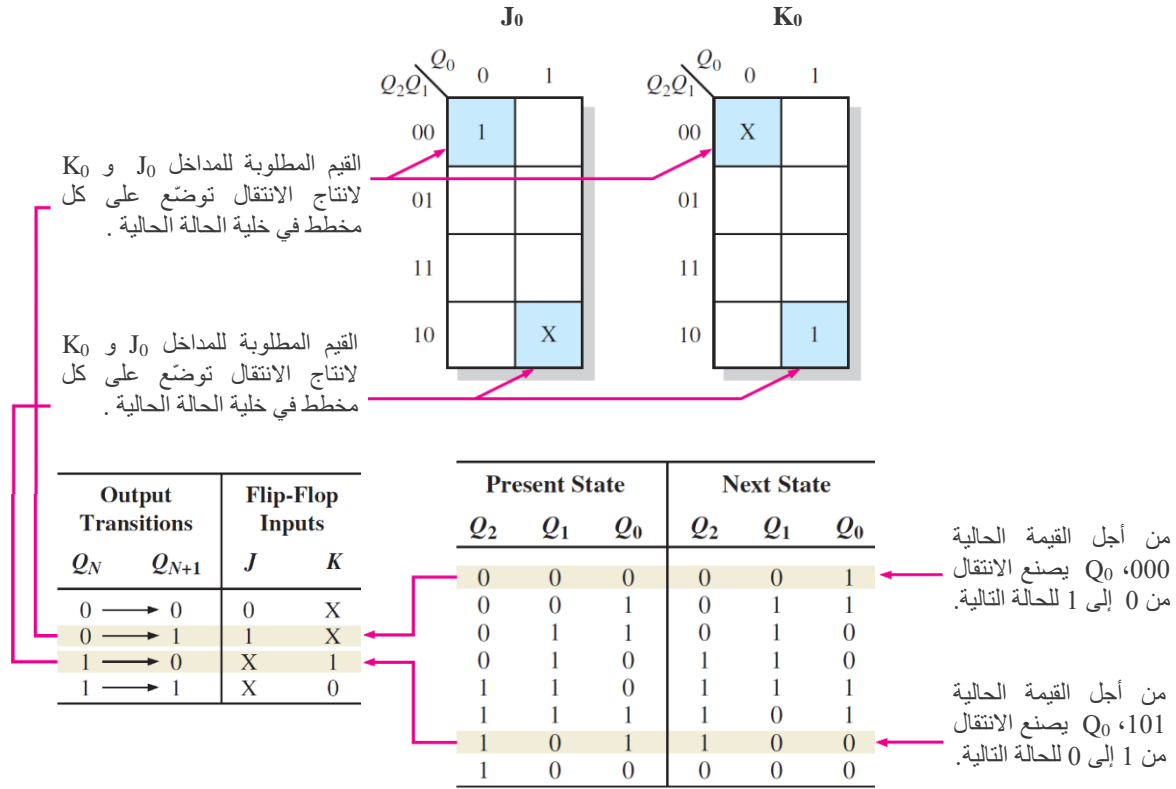 J₀ K₀
Q₀ 0 1 Q₀ 0 1
Q₂Q₁ Q₂Q₁
00 1 00 X
01 01
11 11
10 X 10 1
القيم المطلوبة للمداخل J₀ و K₀
لانتاج الانتقال توضّع على كل
مخطط في خلية الحالة الحالية .
القيم المطلوبة للمداخل J₀ و K₀
لانتاج الانتقال توضّع على كل
مخطط في خلية الحالة الحالية .
Output Flip-Flop
Transitions Inputs
Q_N Q_N+1 J K
0 → 0 0 X
0 → 1 1 X
1 → 0 X 1
1 → 1 X 0
Present State Next State
Q₂ Q₁ Q₀ Q₂ Q₁ Q₀
0 0 0 0 0 1
0 0 1 0 1 1
0 1 1 0 1 0
0 1 0 1 1 0
1 1 0 1 1 1
1 1 1 1 0 1
1 0 1 1 0 0
1 0 0 0 0 0
من أجل القيمة الحالية
000، Q₀ يصنع الانتقال
من 0 إلى 1 للحالة التالية.
من أجل القيمة الحالية
101، Q₀ يصنع الانتقال
من 1 إلى 0 للحالة التالية.